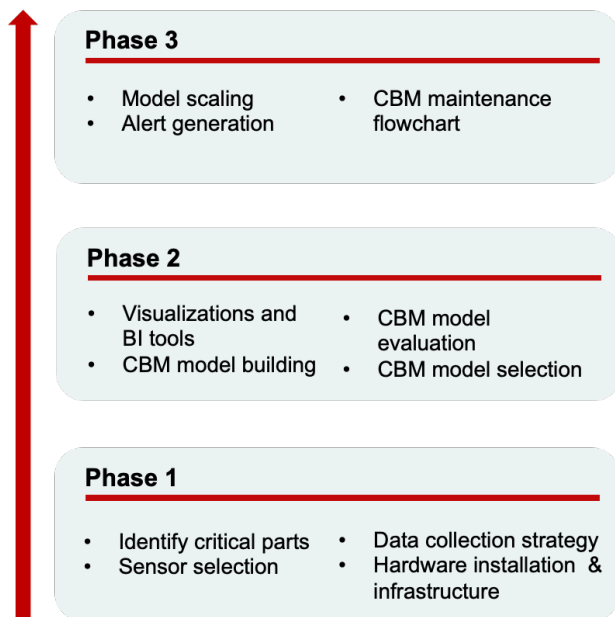 Phase 3
• Model scaling
• Alert generation
• CBM maintenance
flowchart
Phase 2
• Visualizations and
BI tools
• CBM model building
• CBM model
evaluation
• CBM model selection
Phase 1
• Identify critical parts
• Sensor selection
• Data collection strategy
• Hardware installation &
infrastructure